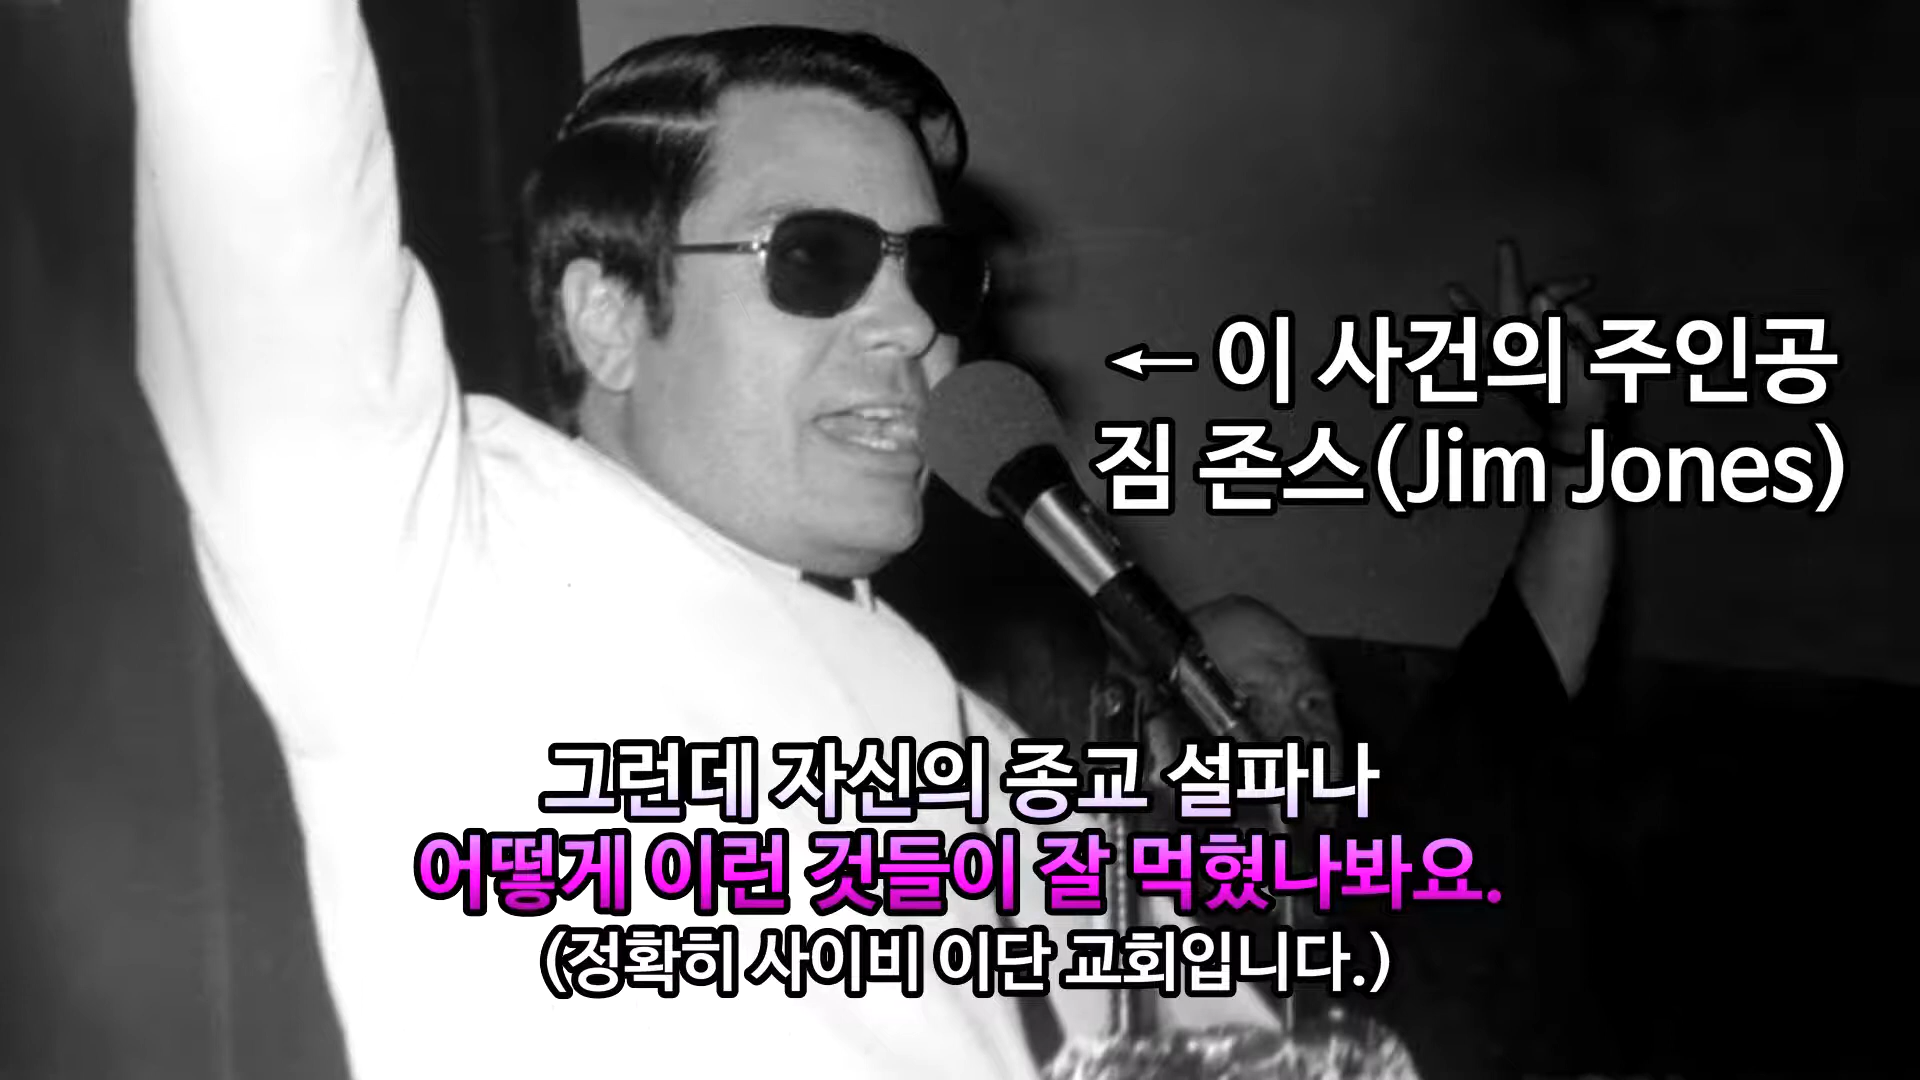 ← 이 사건의 주인공
짐 존스(Jim Jones)
그런데 자신의 종교 설파나
어떻게 이런 것들이 잘 먹혔나봐요.
(정확히 사이비 이단 교회입니다.)